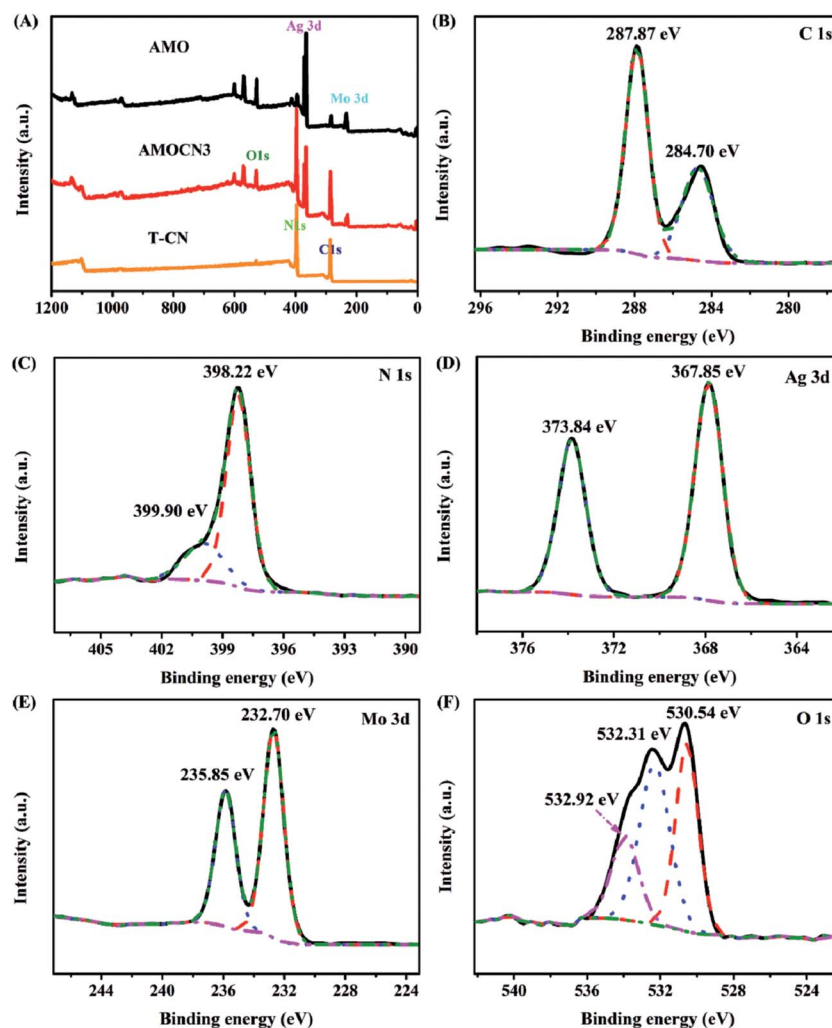 (A)
Ag 3d
AMO
Mo 3d
AMOCN3
O1s
N1s
T-CN
C1s
Intensity (a.u.)
1200 1000 800 600 400 200 0
Binding energy (eV)
(B)
287.87 eV
C 1s
284.70 eV
Intensity (a.u.)
296 292 288 284 280
Binding energy (eV)
(C)
398.22 eV
N 1s
399.90 eV
Intensity (a.u.)
405 402 399 396 393 390
Binding energy (eV)
(D)
367.85 eV
Ag 3d
373.84 eV
Intensity (a.u.)
376 372 368 364
Binding energy (eV)
(E)
232.70 eV
Mo 3d
235.85 eV
Intensity (a.u.)
244 240 236 232 228 224
Binding energy (eV)
(F)
530.54 eV
O 1s
532.31 eV
532.92 eV
Intensity (a.u.)
540 536 532 528 524
Binding energy (eV)